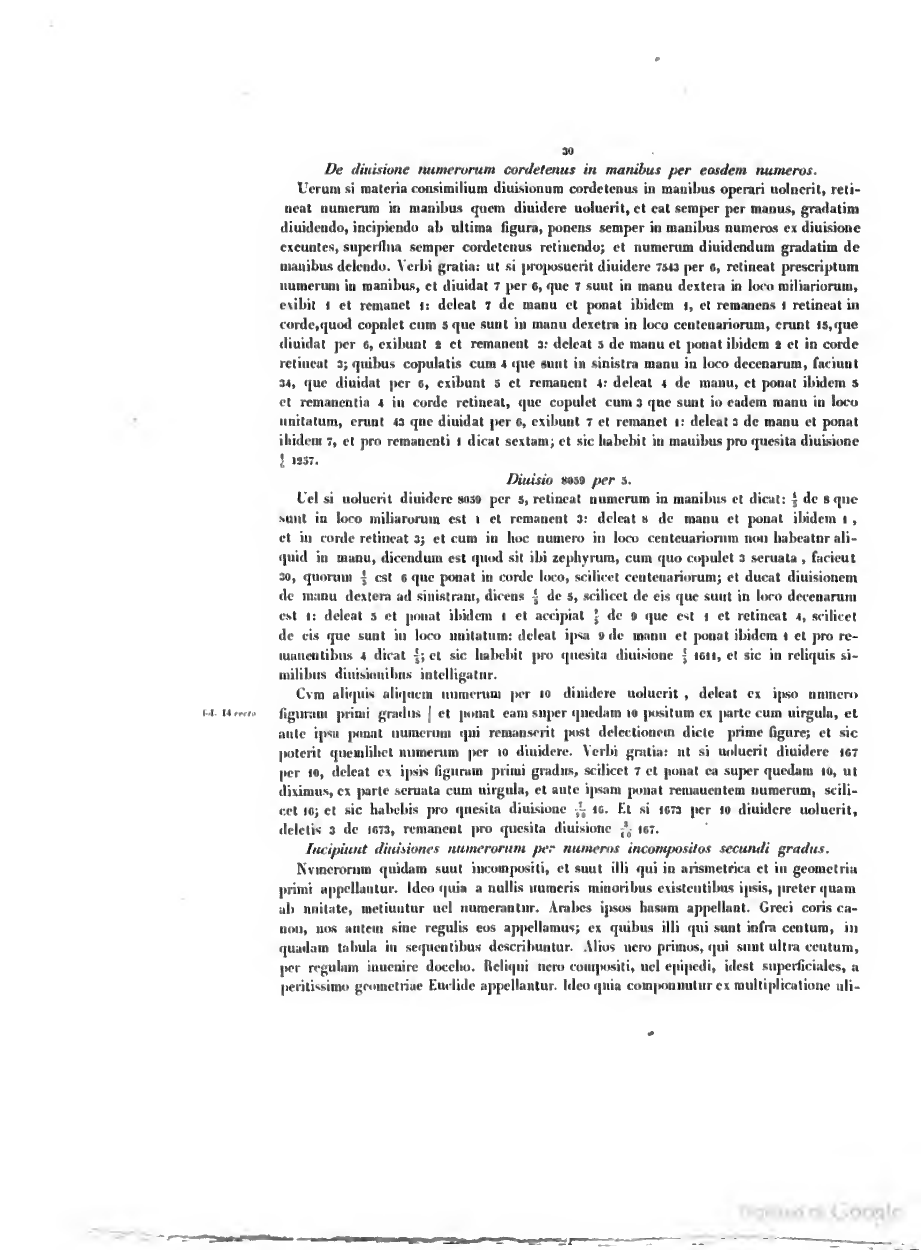 30
De diuisione numerorum cordetenus in manibus per eosdem numeros.
Uerum si materia consimilium diuisionum cordetenus in manibus operari uoluerit, reti-
neat numerum in manibus quem diuidere uoluerit, et eat semper per manus, gradatim
diuidendo, incipiendo ab ultima figura, ponens semper in manibus numeros ex diuisione
exeuntes, superflua semper cordetenus retinendo; et numerum diuidendum gradatim de
manibus delendo. Verbi gratia: ut si proposuerit diuidere 7543 per 6, retineat prescriptum
numerum in manibus, et diuidat 7 per 6, que 7 sunt in manu dextera in loco miliariorum,
exibit 1 et remanet 1: deleat 7 de manu et ponat ibidem 1, et remanens 1 retineat in
corde,quod copulet cum 5 que sunt in manu dexetra in loco centenariorum, erunt 15,que
diuidat per 6, exibunt 2 et remanent 3: deleat 5 de manu et ponat ibidem 2 et in corde
retineat 3; quibus copulatis cum 4 que sunt in sinistra manu in loco decenarum, faciunt
34, que diuidat per 6, exibunt 5 et remanent 4: deleat 4 de manu, et ponat ibidem 5
et remanentia 4 in corde retineat, que copulet cum 3 que sunt io eadem manu in loco
unitatum, erunt 43 que diuidat per 6, exibunt 7 et remanet 1: deleat 3 de manu et ponat
ibidem 7, et pro remanenti 1 dicat sextam; et sic habebit in manibus pro quesita diuisione
1/6 1257.
Diuisio 8059 per 5.
Uel si uoluerit diuidere 8059 per 5, retineat numerum in manibus et dicat: 1/5 de 8 que
sunt in loco miliarorum est 1 et remanent 3: deleat 8 de manu et ponat ibidem 1 ,
et in corde retineat 3; et cum in hoc numero in loco centenariorum non habeatur ali-
quid in manu, dicendum est quod sit ibi zephyrum, cum quo copulet 3 seruata , facient
30, quorum 1/5 est 6 que ponat in corde loco, scilicet centenariorum; et ducat diuisionem
de manu dextera ad sinistram, dicens 1/5 de 5, scilicet de eis que sunt in loco decenarum
est 1: deleat 5 et ponat ibidem 1 et accipiat 1/5 de 9 que est 1 et retineat 4, scilicet
de eis que sunt in loco unitatum: deleat ipsa 9 de manu et ponat ibidem 1 et pro re-
manentibus 4 dicat 4/5; et sic habebit pro quesita diuisione 4/5 1611, et sic in reliquis si-
milibus diuisionibus intelligatur.
Cvm aliquis aliquem numerum per 10 diuidere uoluerit , deleat ex ipso numero
fol. 14 recto figuram primi gradus | et ponat eam super quedam 10 positum ex parte cum uirgula, et
ante ipsa ponat numerum qui remanserit post delectionem dicte prime figure; et sic
poterit quemlibet numerum per 10 diuidere. Verbi gratia: ut si uoluerit diuidere 167
per 10, deleat ex ipsis figuram primi gradus, scilicet 7 et ponat ea super quedam 10, ut
diximus, ex parte seruata cum uirgula, et ante ipsam ponat remanentem numerum, scili-
cet 16; et sic habebis pro quesita diuisione 7/10 16. Et si 1673 per 10 diuidere uoluerit,
deletis 3 de 1673, remanent pro quesita diuisione 3/10 167.
Incipiunt diuisiones numerorum per numeros incompositos secundi gradus.
Nvmerorum quidam sunt incompositi, et sunt illi qui in arismetrica et in geometria
primi appellantur. Ideo quia a nullis numeris minoribus existentibus ipsis, preter quam
ab unitate, metiuntur uel numerantur. Arabes ipsos hasam appellant. Greci coris ca-
non, nos autem sine regulis eos appellamus; ex quibus illi qui sunt infra centum, in
quadam tabula in sequentibus describuntur. Alios uero primos, qui sunt ultra centum,
per regulam inuenire docebo. Reliqui uero compositi, uel epipedi, idest superficiales, a
peritissimo geometriae Euclide appellantur. Ideo quia componuntur ex multiplicatione ali-
Digitized by Google